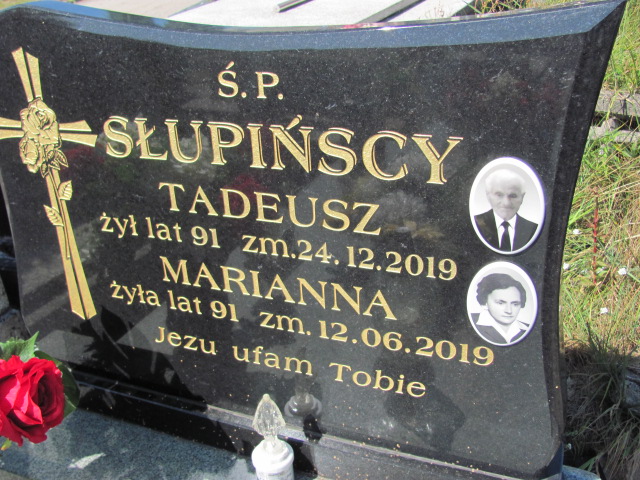 Ś.P.
SŁUPIŃSCY
TADEUSZ
żył lat 91 zm.24.12.2019
MARIANNA
żyła lat 91 zm. 12.06.2019
Jezu ufam Tobie